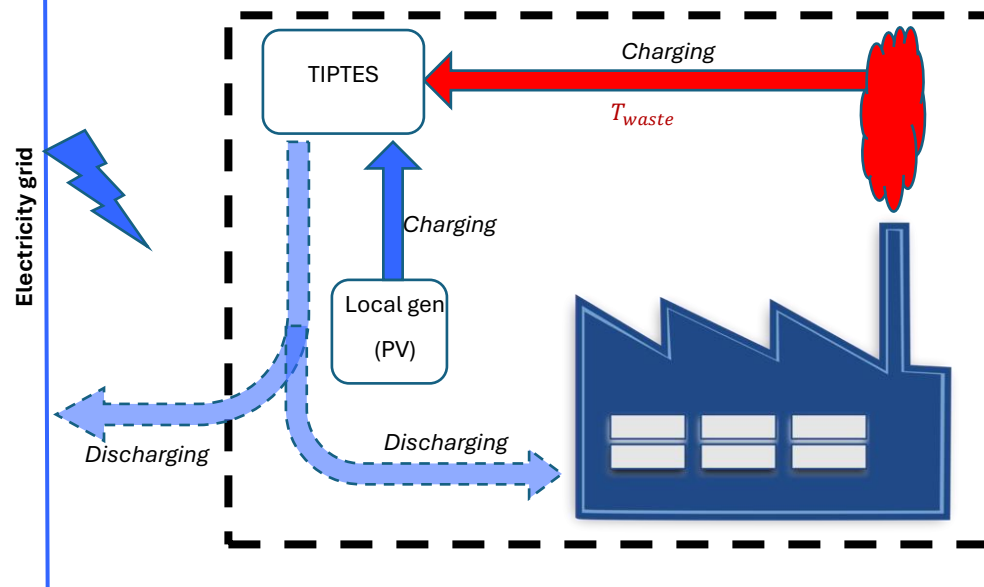 Charging
TIPTES
T_waste
Electricity grid
Charging
Local gen
(PV)
Discharging
Discharging